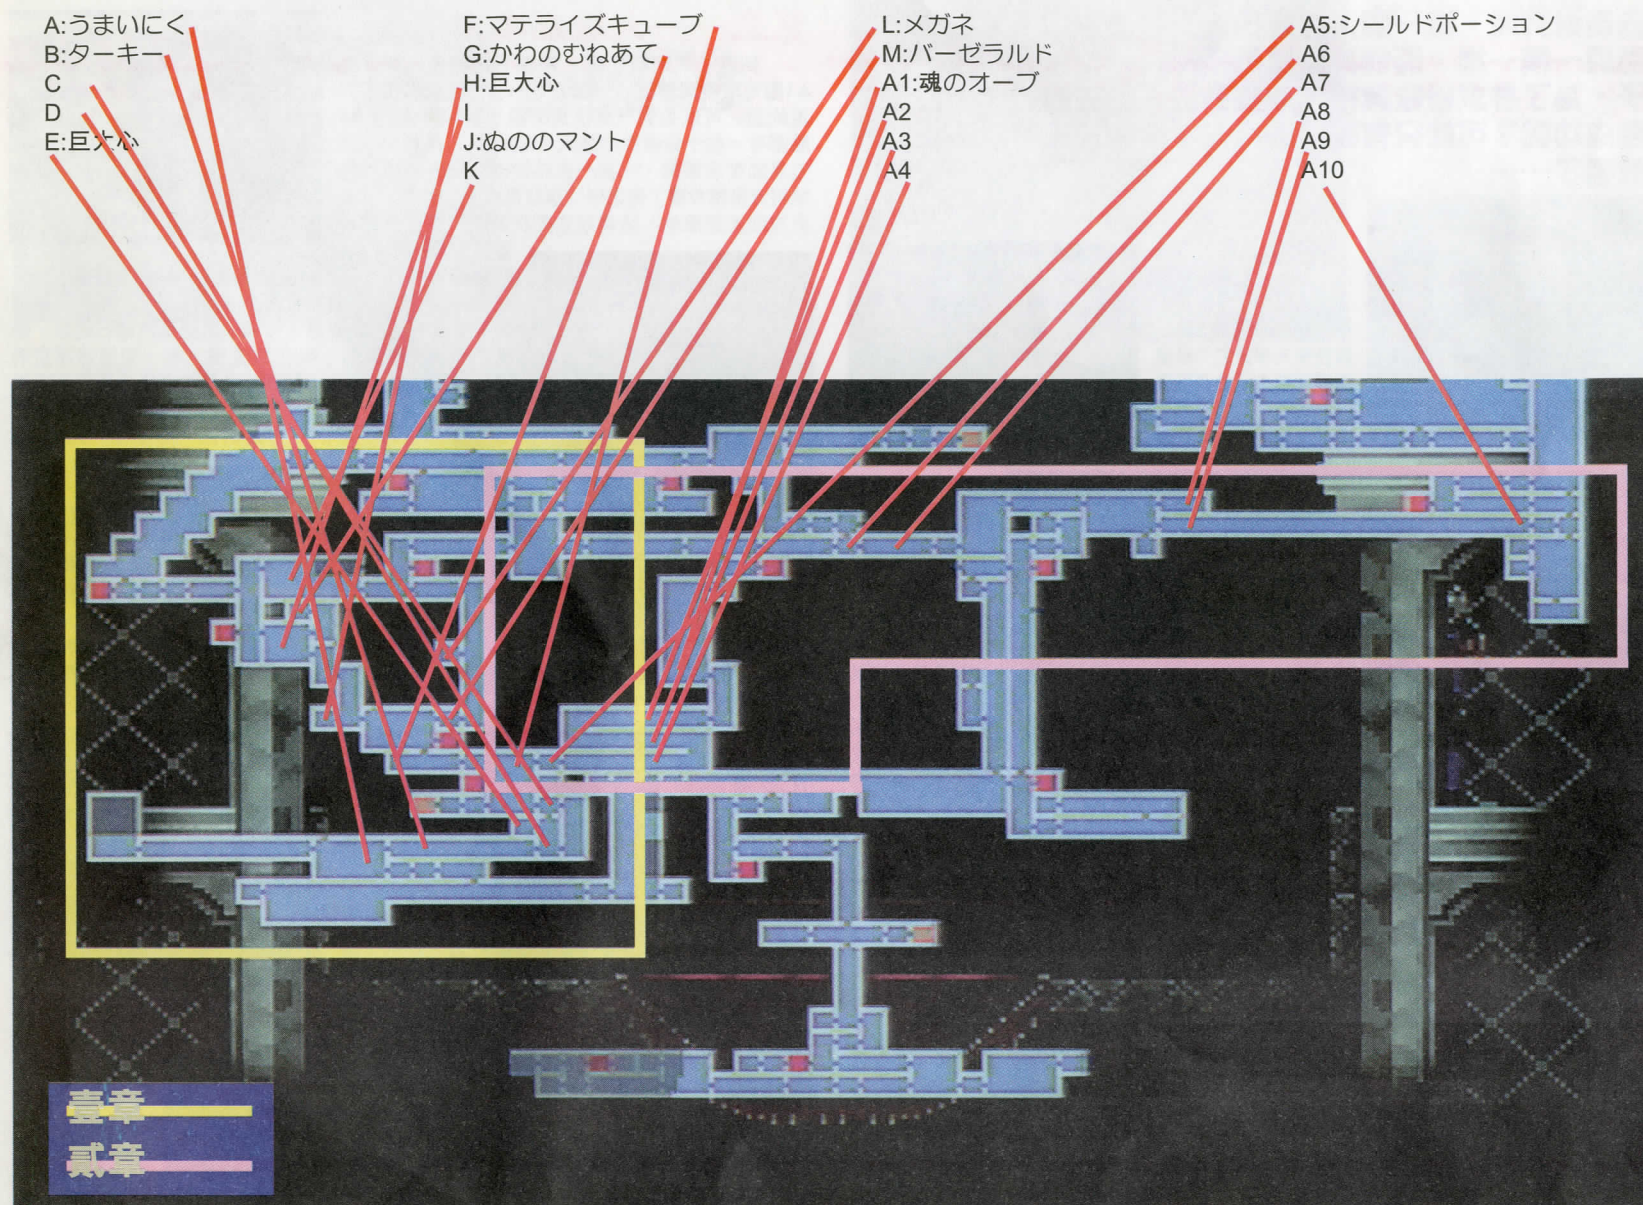 A:うまいにく
B:ターキー
C
D
E:巨大心
F:マテライズキューブ
G:かわのむねあて
H:巨大心
I
J:ぬののマント
K
L:メガネ
M:バーゼラルド
A1:魂のオーブ
A2
A3
A4
A5:シールドポーション
A6
A7
A8
A9
A10
壹章
貳章